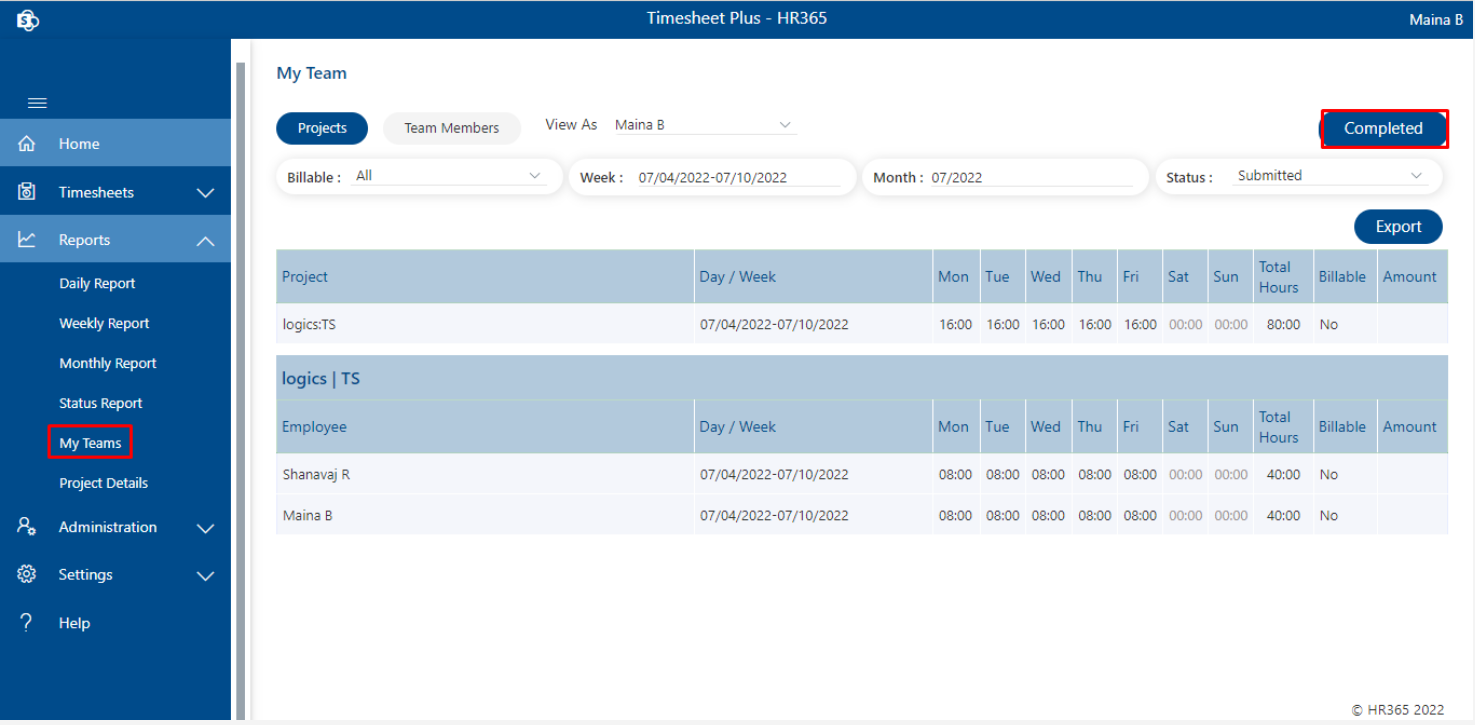 Timesheet Plus - HR365
Maina B
Home
Timesheets
Reports
Daily Report
Weekly Report
Monthly Report
Status Report
My Teams
Project Details
Administration
Settings
? Help
My Team
Projects Team Members View As Maina B Completed
Billable : All Week : 07/04/2022-07/10/2022 Month : 07/2022 Status : Submitted
Export
Project Day / Week Mon Tue Wed Thu Fri Sat Sun Total Hours Billable Amount
logics:TS 07/04/2022-07/10/2022 16:00 16:00 16:00 16:00 16:00 00:00 00:00 80:00 No
logics | TS
Employee Day / Week Mon Tue Wed Thu Fri Sat Sun Total Hours Billable Amount
Shanavaj R 07/04/2022-07/10/2022 08:00 08:00 08:00 08:00 08:00 00:00 00:00 40:00 No
Maina B 07/04/2022-07/10/2022 08:00 08:00 08:00 08:00 08:00 00:00 00:00 40:00 No
© HR365 2022